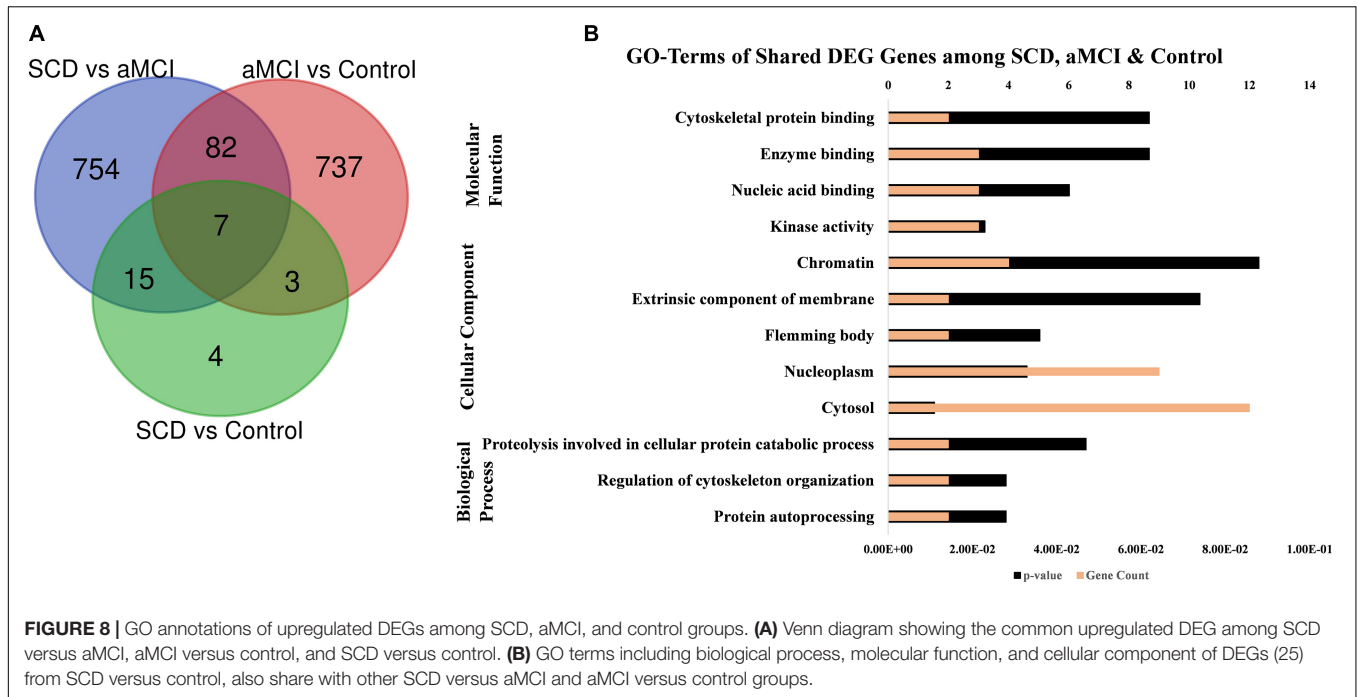 A
SCD vs aMCI
aMCI vs Control
754
82
737
7
15
3
4
SCD vs Control
B
GO-Terms of Shared DEG Genes among SCD, aMCI & Control
0 2 4 6 8 10 12 14
Molecular
Function
Cytoskeletal protein binding
Enzyme binding
Nucleic acid binding
Kinase activity
Cellular Component
Chromatin
Extrinsic component of membrane
Flemming body
Nucleoplasm
Cytosol
Biological
Process
Proteolysis involved in cellular protein catabolic process
Regulation of cytoskeleton organization
Protein autoprocessing
0.00E+00 2.00E-02 4.00E-02 6.00E-02 8.00E-02 1.00E-01
p-value Gene Count
FIGURE 8 | GO annotations of upregulated DEGs among SCD, aMCI, and control groups. (A) Venn diagram showing the common upregulated DEG among SCD
versus aMCI, aMCI versus control, and SCD versus control. (B) GO terms including biological process, molecular function, and cellular component of DEGs (25)
from SCD versus control, also share with other SCD versus aMCI and aMCI versus control groups.